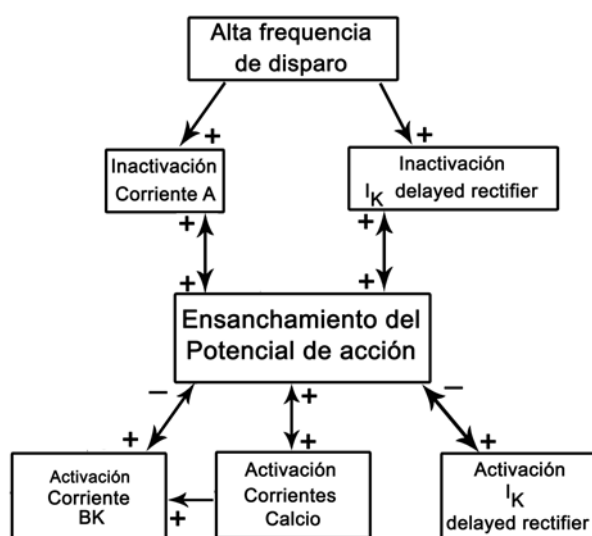 Alta frequencia
de disparo
+
+
Inactivación
Corriente A
Inactivación
IK delayed rectifier
+
+
+
+
Ensanchamiento del
Potencial de acción
−
+
−
+
+
+
Activación
Corriente
BK
+
Activación
Corrientes
Calcio
Activación
IK
delayed rectifier